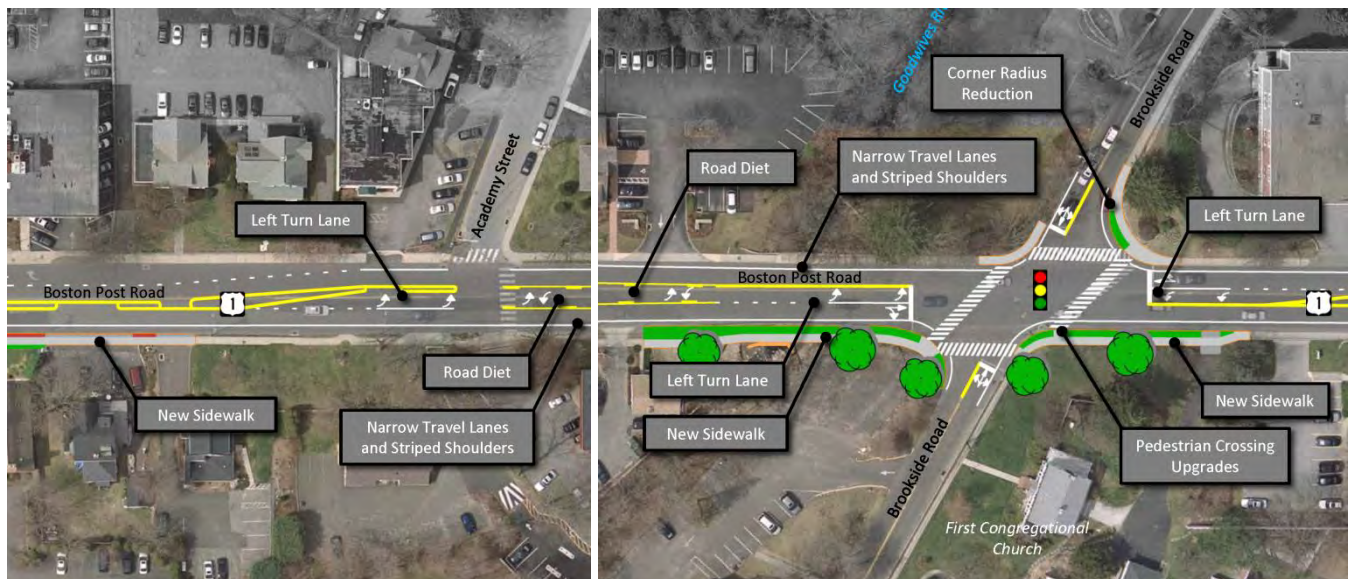 Left Turn Lane
Academy Street
Boston Post Road
1
Road Diet
New Sidewalk
Narrow Travel Lanes
and Striped Shoulders
Goodwives Ri
Brookside Road
Corner Radius
Reduction
Road Diet
Narrow Travel Lanes
and Striped Shoulders
Left Turn Lane
Boston Post Road
1
Left Turn Lane
New Sidewalk
New Sidewalk
Brookside Road
Pedestrian Crossing
Upgrades
First Congregational
Church